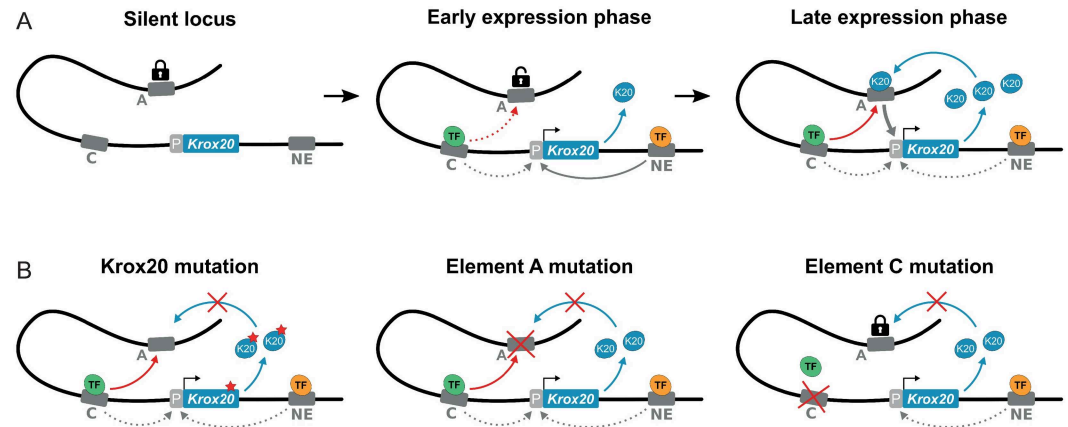 A
Silent locus
Early expression phase
Late expression phase
A
C
P
Krox20
NE
A
K20
TF
C
P
Krox20
TF
NE
K20
A
K20
K20
K20
TF
C
P
Krox20
TF
NE
B
Krox20 mutation
Element A mutation
Element C mutation
A
K20
K20
TF
C
P
Krox20
TF
NE
A
K20
K20
TF
C
P
Krox20
TF
NE
A
K20
K20
TF
C
P
Krox20
TF
NE